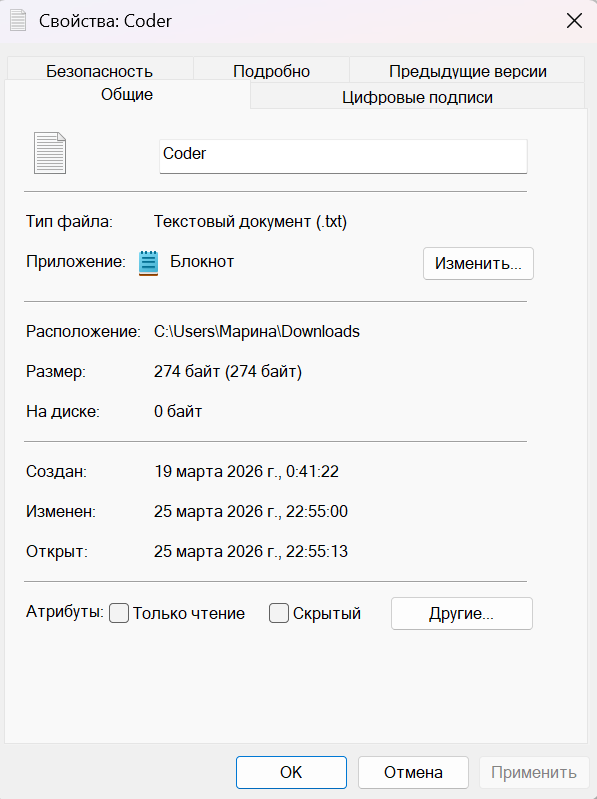 Свойства: Coder
Безопасность Подробно Предыдущие версии
Общие Цифровые подписи
Coder
Тип файла: Текстовый документ (.txt)
Приложение: Блокнот Изменить...
Расположение: C:\Users\Марина\Downloads
Размер: 274 байт (274 байт)
На диске: 0 байт
Создан: 19 марта 2026 г., 0:41:22
Изменен: 25 марта 2026 г., 22:55:00
Открыт: 25 марта 2026 г., 22:55:13
Атрибуты: Только чтение Скрытый Другие...
OK Отмена Применить